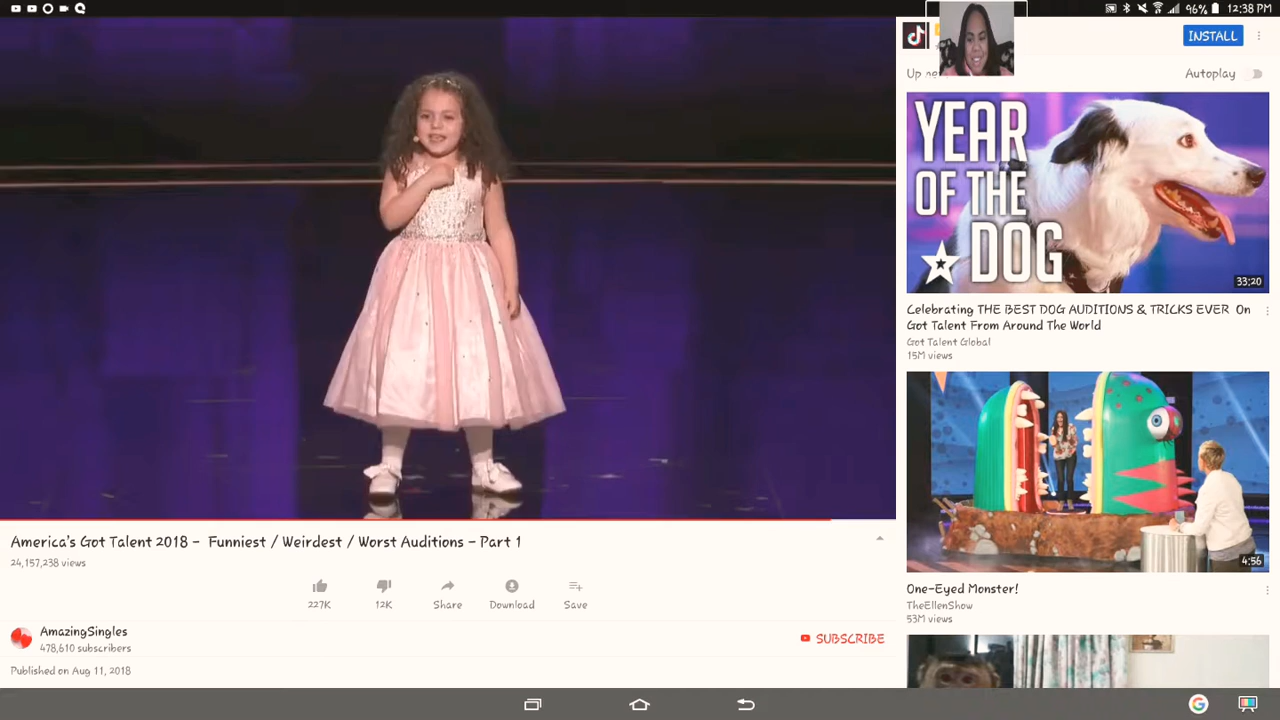 96% 12:38 PM
INSTALL
Autoplay
YEAR
OF THE
DOG
33:20
Celebrating THE BEST DOG AUDITIONS & TRICKS EVER On
Got Talent From Around The World
Got Talent Global
15M views
4:56
One-Eyed Monster!
TheEllenShow
53M views
America's Got Talent 2018 - Funniest / Weirdest / Worst Auditions - Part 1
24,157,238 views
227K 12K Share Download Save
AmazingSingles
478,610 subscribers
SUBSCRIBE
Published on Aug 11, 2018